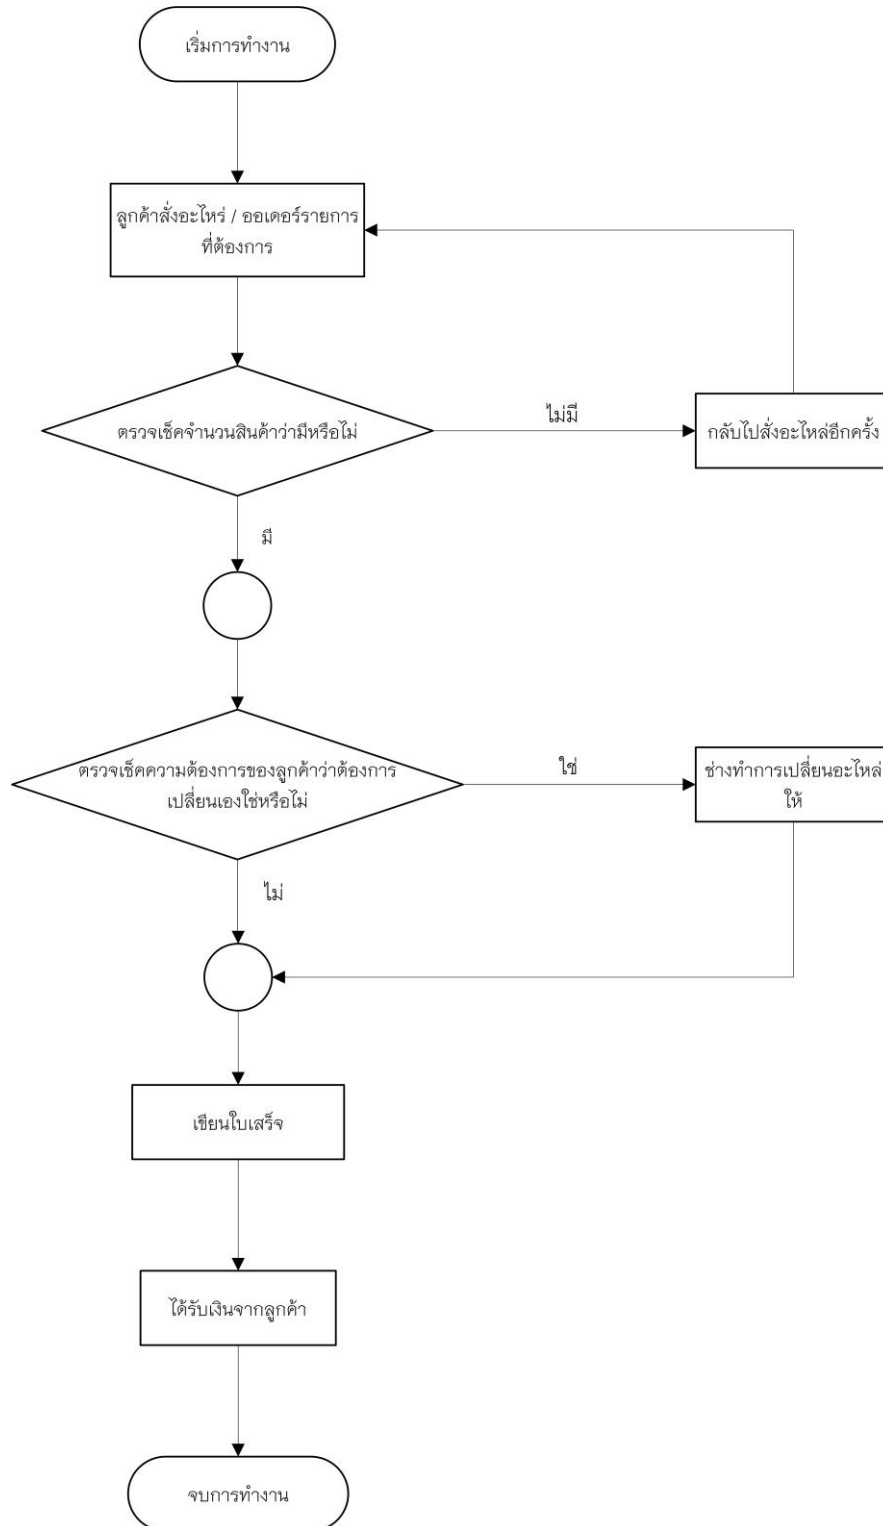 เริ่มการทำงาน
ลูกค้าสั่งอะไหร่ / ออเดอร์รายการ
ที่ต้องการ
ตรวจเช็คจำนวนสินค้าว่ามีหรือไม่
ไม่มี
กลับไปสั่งอะไหล่อีกครั้ง
มี
ตรวจเช็คความต้องการของลูกค้าว่าต้องการ
เปลี่ยนเองใช่หรือไม่
ใช่
ช่างทำการเปลี่ยนอะไหล่
ให้
ไม่
เขียนใบเสร็จ
ได้รับเงินจากลูกค้า
จบการทำงาน